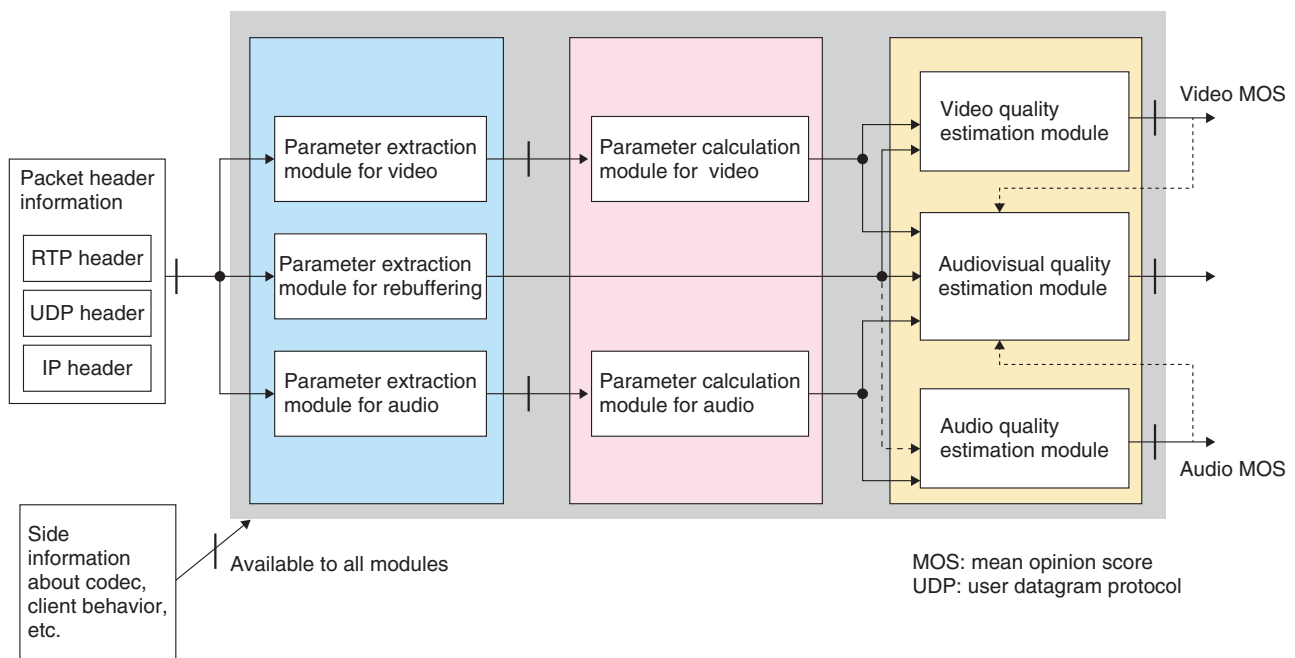 Packet header
information
RTP header
UDP header
IP header
Side
information
about codec,
client behavior,
etc.
Available to all modules
Parameter extraction
module for video
Parameter extraction
module for rebuffering
Parameter extraction
module for audio
Parameter calculation
module for video
Parameter calculation
module for audio
Video quality
estimation module
Audiovisual quality
estimation module
Audio quality
estimation module
Video MOS
Audio MOS
MOS: mean opinion score
UDP: user datagram protocol